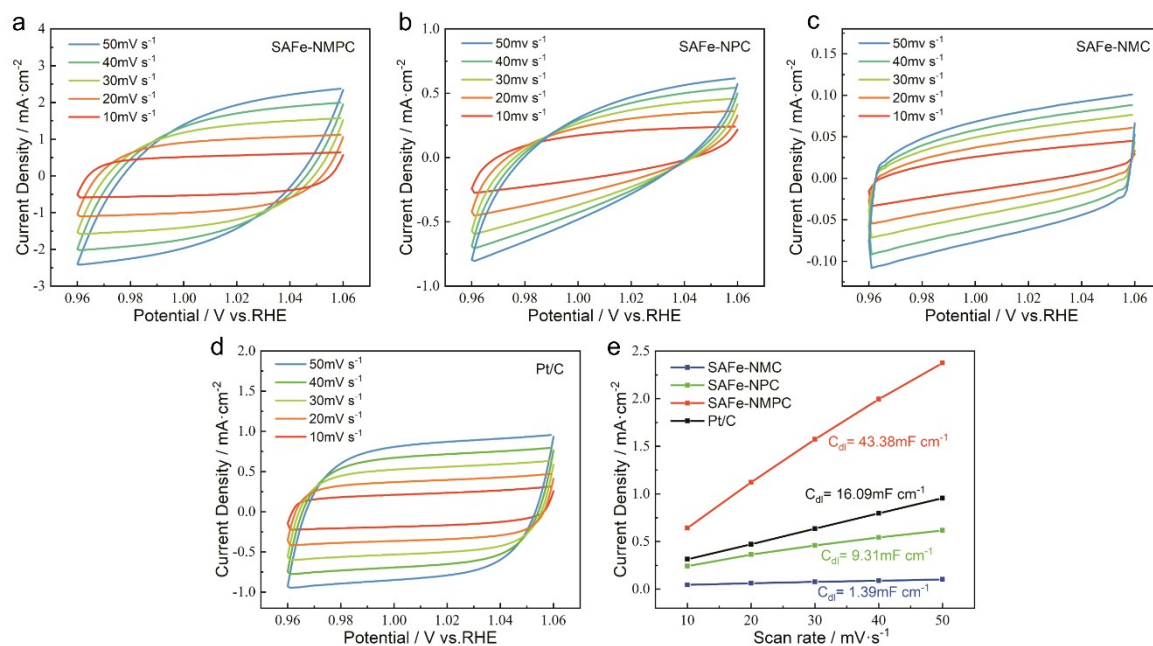 a
4
3
2
1
0
-1
-2
-3
50mV s⁻¹
40mV s⁻¹
30mV s⁻¹
20mV s⁻¹
10mV s⁻¹
SAFe-NMPC
Current Density / mA·cm⁻²
0.96 0.98 1.00 1.02 1.04 1.06
Potential / V vs.RHE
b
1.0
0.5
0.0
-0.5
-1.0
50mv s⁻¹
40mv s⁻¹
30mv s⁻¹
20mv s⁻¹
10mv s⁻¹
SAFe-NPC
Current Density / mA·cm⁻²
0.96 0.98 1.00 1.02 1.04 1.06
Potential / V vs.RHE
c
0.15
0.10
0.05
0.00
-0.05
-0.10
50mv s⁻¹
40mv s⁻¹
30mv s⁻¹
20mv s⁻¹
10mv s⁻¹
SAFe-NMC
Current Density / mA·cm⁻²
0.96 0.98 1.00 1.02 1.04 1.06
Potential / V vs.RHE
d
2.0
1.5
1.0
0.5
0.0
-0.5
-1.0
50mV s⁻¹
40mV s⁻¹
30mV s⁻¹
20mV s⁻¹
10mV s⁻¹
Pt/C
Current Density / mA·cm⁻²
0.96 0.98 1.00 1.02 1.04 1.06
Potential / V vs.RHE
e
2.5
2.0
1.5
1.0
0.5
0.0
SAFe-NMC
SAFe-NPC
SAFe-NMPC
Pt/C
C_dl= 43.38mF cm⁻¹
C_dl= 16.09mF cm⁻¹
C_dl= 9.31mF cm⁻¹
C_dl= 1.39mF cm⁻¹
Current Density / mA·cm⁻²
10 20 30 40 50
Scan rate / mV·s⁻¹